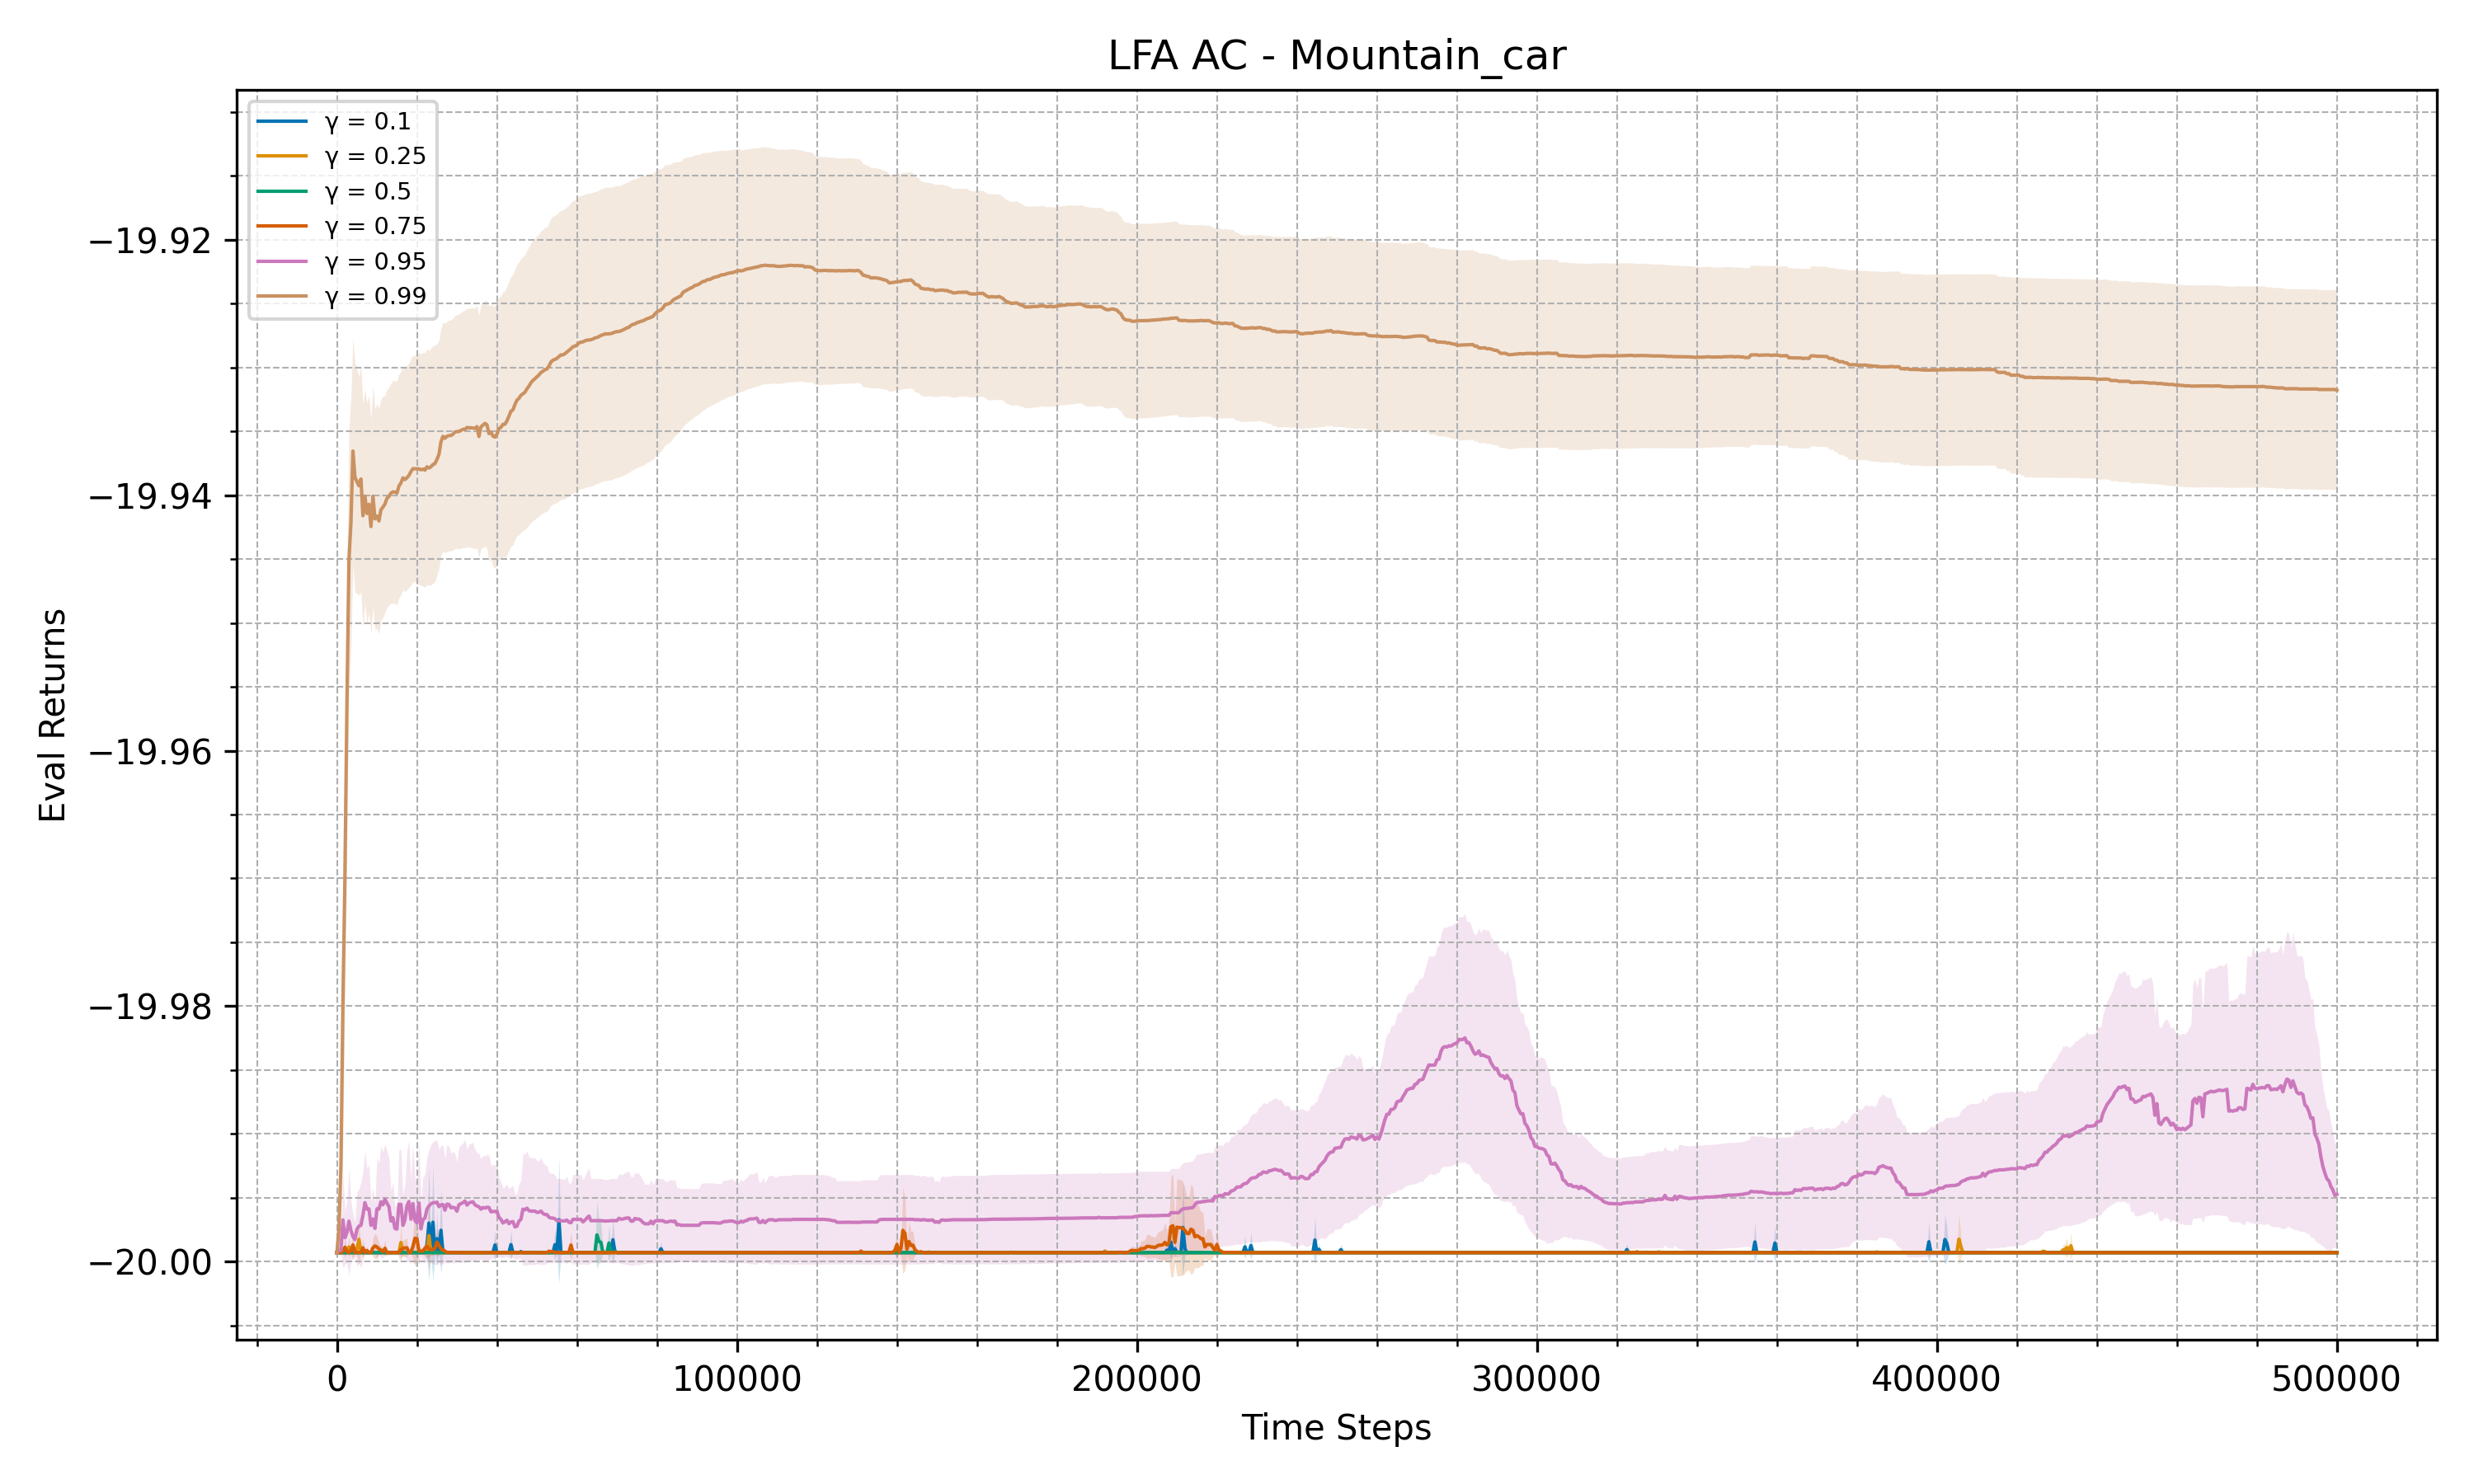 LFA AC - Mountain_car
γ = 0.1
γ = 0.25
γ = 0.5
γ = 0.75
γ = 0.95
γ = 0.99
Eval Returns
−19.92
−19.94
−19.96
−19.98
−20.00
0 100000 200000 300000 400000 500000
Time Steps